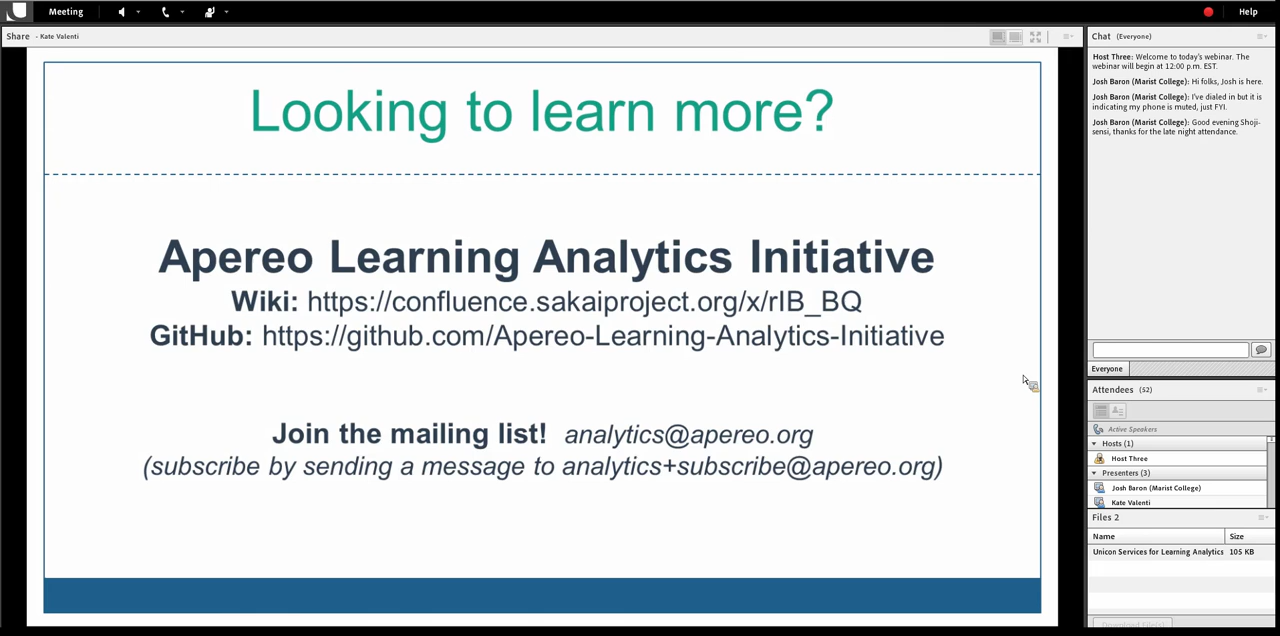 Meeting
Help
Share - Kate Valenti
Looking to learn more?
Apereo Learning Analytics Initiative
Wiki: https://confluence.sakaiproject.org/x/rIB_BQ
GitHub: https://github.com/Apereo-Learning-Analytics-Initiative
Join the mailing list! analytics@apereo.org
(subscribe by sending a message to analytics+subscribe@apereo.org)
Chat (Everyone)
Host Three: Welcome to today's webinar. The
webinar will begin at 12:00 p.m. EST.
Josh Baron (Marist College): Hi folks, Josh is here.
Josh Baron (Marist College): I've dialed in but it is
indicating my phone is muted, just FYI.
Josh Baron (Marist College): Good evening Shoji-
sensi, thanks for the late night attendance.
Everyone
Attendees (52)
Active Speakers
Hosts (1)
Host Three
Presenters (3)
Josh Baron (Marist College)
Kate Valenti
Files 2
Name Size
Unicon Services for Learning Analytics 105 KB
Download File(s)